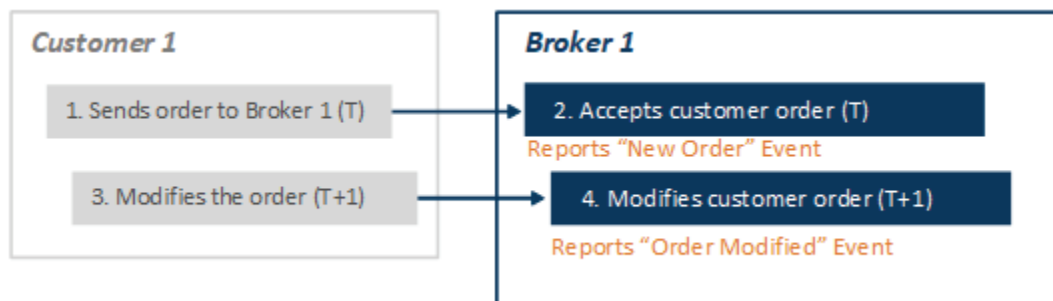 Customer 1
Broker 1
1. Sends order to Broker 1 (T)
2. Accepts customer order (T)
Reports “New Order” Event
3. Modifies the order (T+1)
4. Modifies customer order (T+1)
Reports “Order Modified” Event